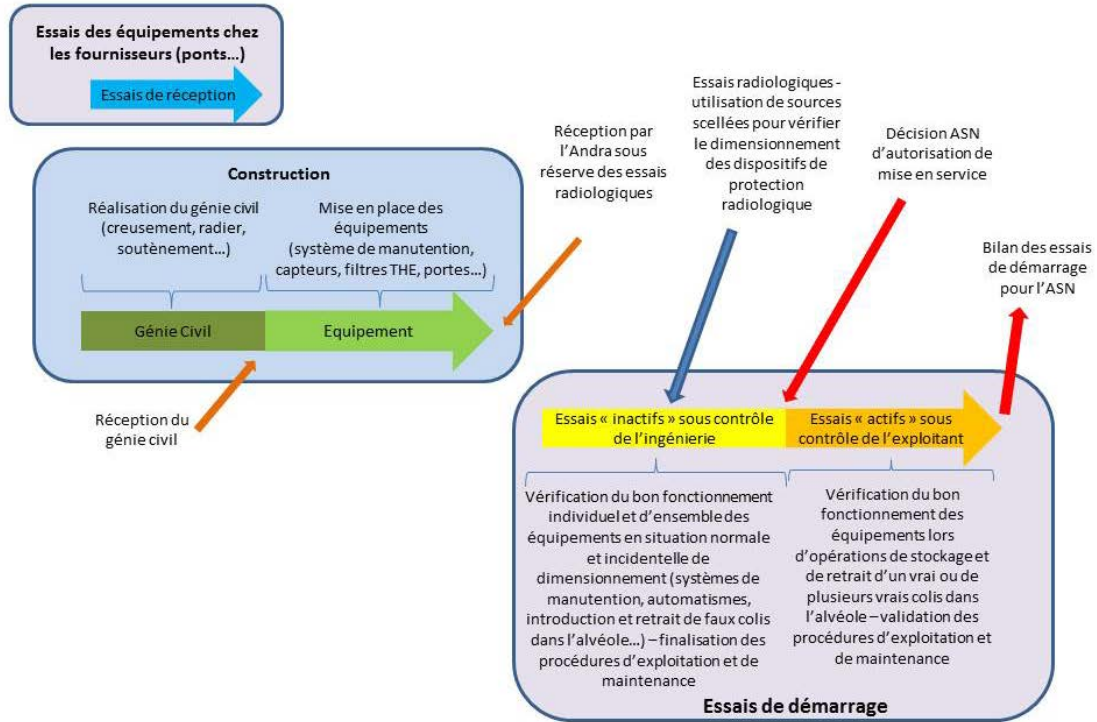 Essais des équipements chez
les fournisseurs (ponts…)
Essais de réception
Construction
Réalisation du génie civil
(creusement, radier,
soutènement…)
Mise en place des
équipements
(système de manutention,
capteurs, filtres THE, portes…)
Génie Civil
Equipement
Réception du
génie civil
Réception par
l’Andra sous
réserve des essais
radiologiques
Essais radiologiques -
utilisation de sources
scellées pour vérifier
le dimensionnement
des dispositifs de
protection
radiologique
Décision ASN
d’autorisation de
mise en service
Bilan des essais
de démarrage
pour l’ASN
Essais « inactifs » sous contrôle
de l’ingénierie
Essais « actifs » sous
contrôle de l’exploitant
Vérification du bon fonctionnement
individuel et d’ensemble des
équipements en situation normale
et incidentelle de
dimensionnement (systèmes de
manutention, automatismes,
introduction et retrait de faux colis
dans l’alvéole…) – finalisation des
procédures d’exploitation et de
maintenance
Vérification du bon
fonctionnement des
équipements lors
d’opérations de stockage et
de retrait d’un vrai ou de
plusieurs vrais colis dans
l’alvéole – validation des
procédures d’exploitation et
de maintenance
Essais de démarrage